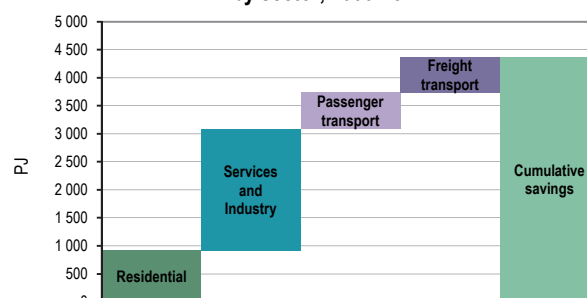 5 000
4 500
4 000
3 500
3 000
2 500
2 000
1 500
1 000
500
PJ
Residential
Services
and
Industry
Passenger
transport
Freight
transport
Cumulative
savings